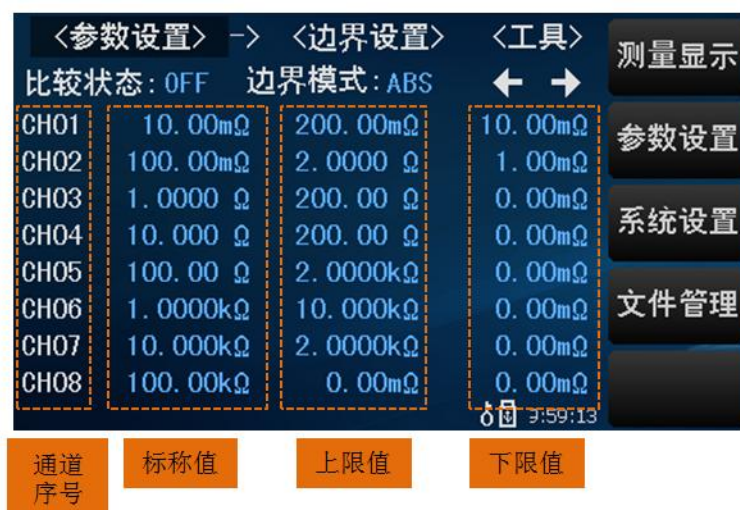 <参数设置> -> <边界设置> <工具> 测量显示
比较状态:OFF 边界模式:ABS ← →
CH01 10.00mΩ 200.00mΩ 10.00mΩ 参数设置
CH02 100.00mΩ 2.0000 Ω 1.00mΩ
CH03 1.0000 Ω 200.00 Ω 0.00mΩ 系统设置
CH04 10.000 Ω 200.00 Ω 0.00mΩ
CH05 100.00 Ω 2.0000kΩ 0.00mΩ
CH06 1.0000kΩ 10.000kΩ 0.00mΩ 文件管理
CH07 10.000kΩ 2.0000kΩ 0.00mΩ
CH08 100.00kΩ 0.00mΩ 0.00mΩ
9:59:13
通道 标称值 上限值 下限值
序号